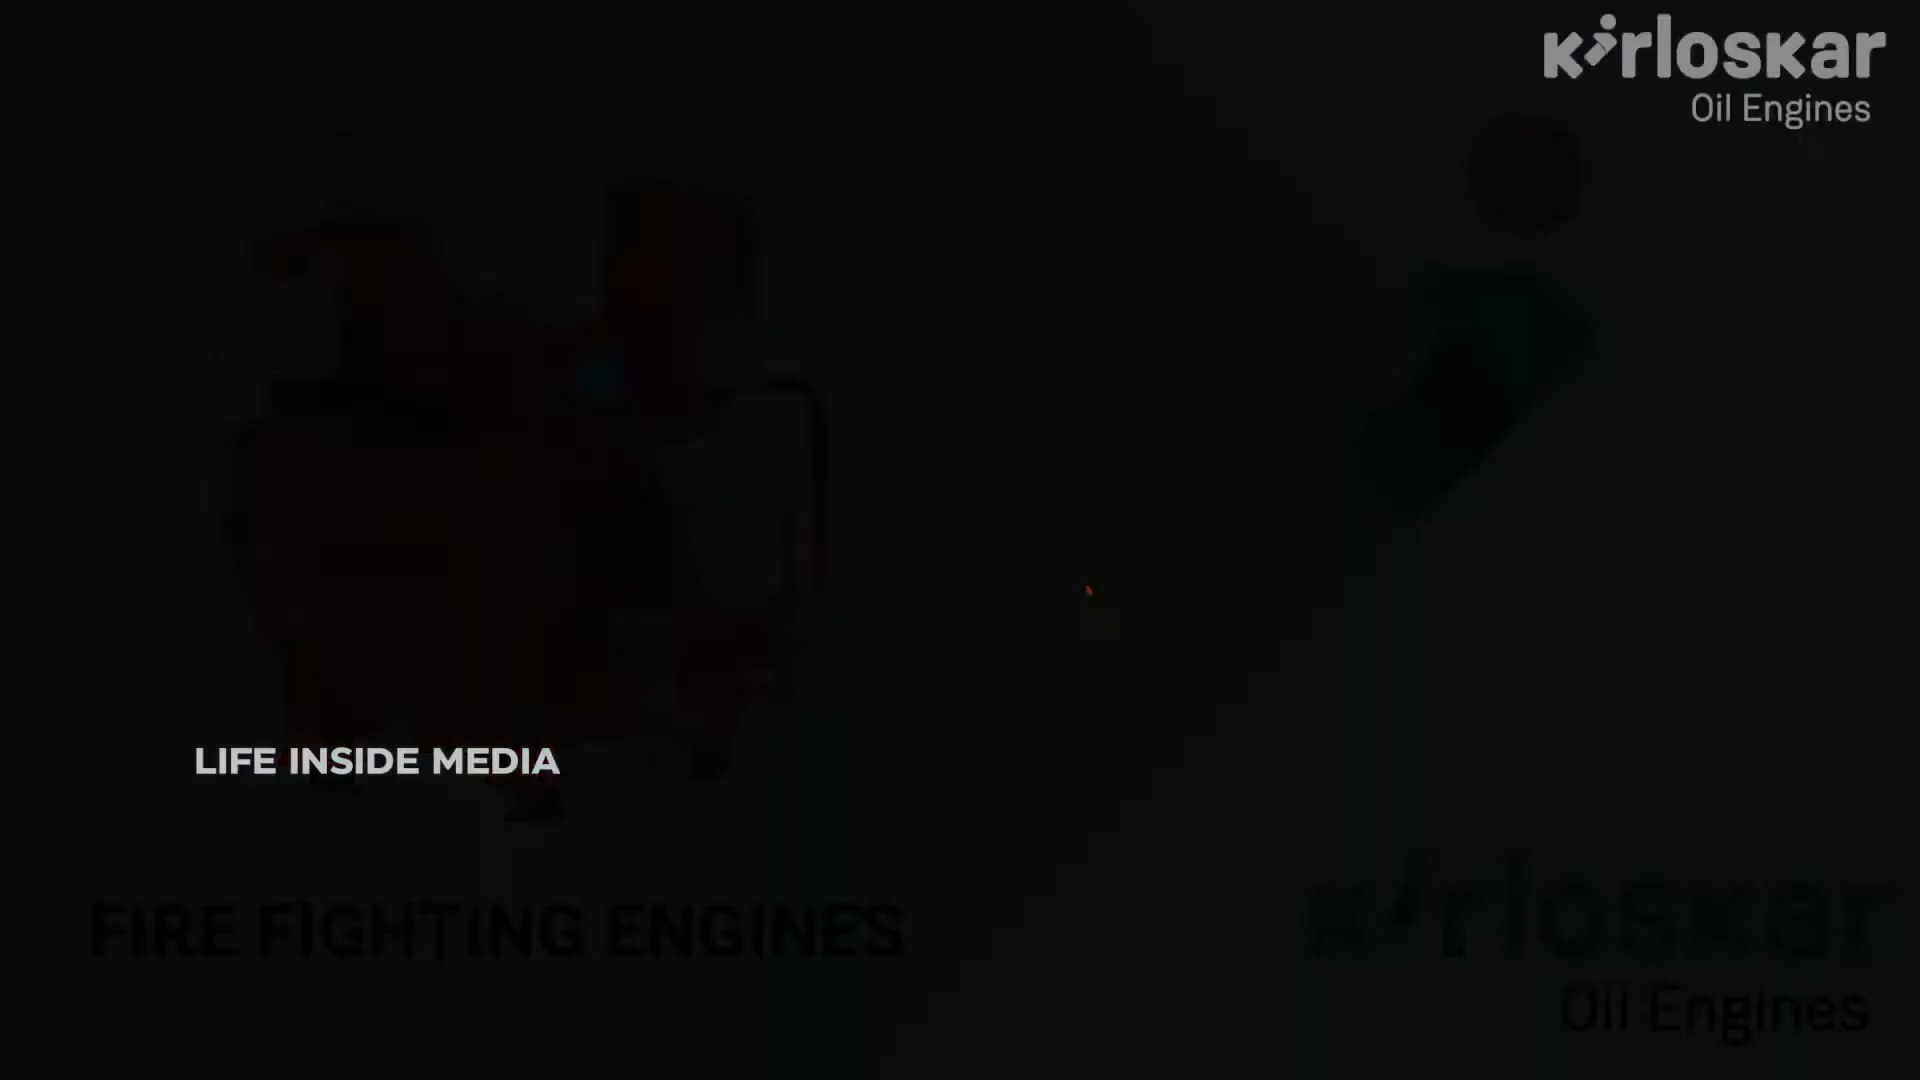 kirloskar
Oil Engines
LIFE INSIDE MEDIA
FIRE FIGHTING ENGINES
kirloskar
Oil Engines